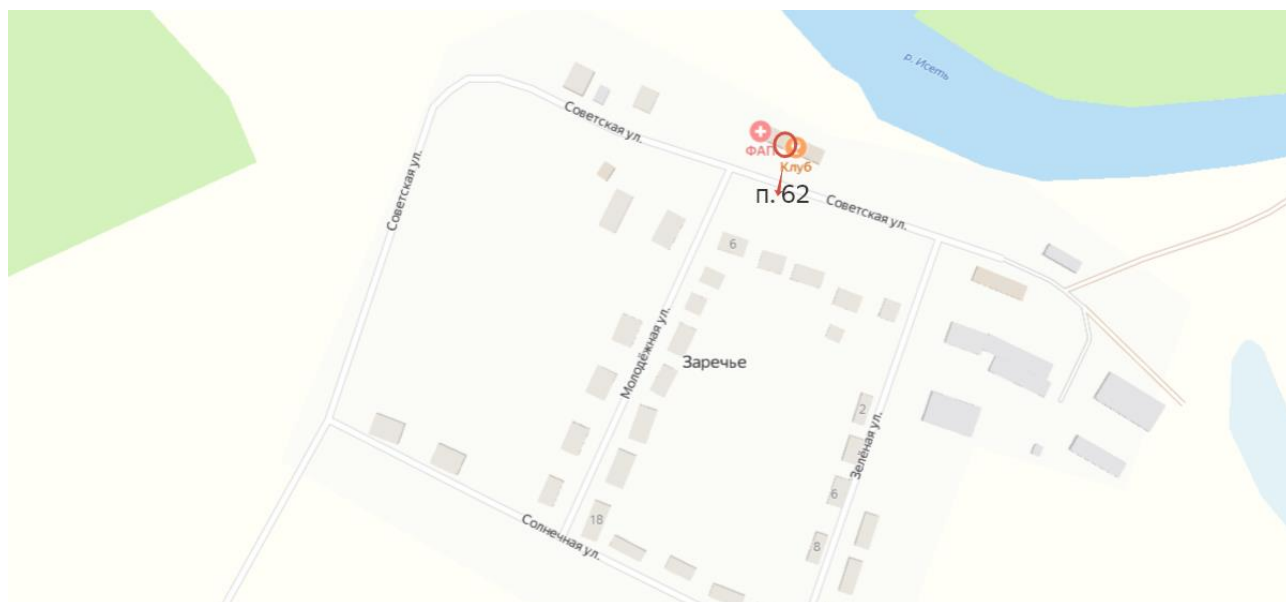 р. Исеть
Советская ул.
ФАП
Клуб
п. 62
Советская ул.
Советская ул.
6
Молодёжная ул.
Заречье
2
Зелёная ул.
6
18
Солнечная ул.
8